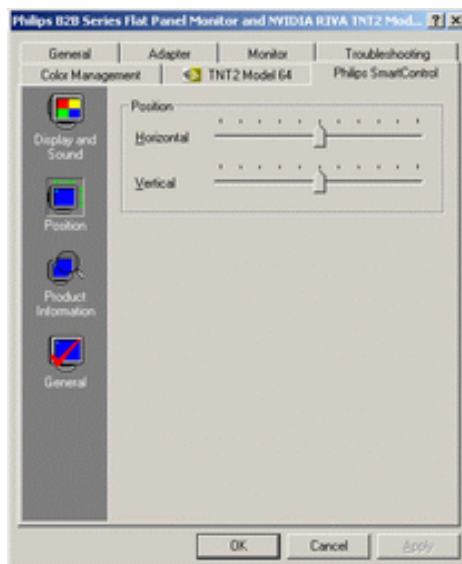 Philips B2B Series Flat Panel Monitor and NVIDIA RIVA TNT2 Mod...
General Adapter Monitor Troubleshooting
Color Management TNT2 Model 64 Philips SmartControl
Display and
Sound
Position
Product
Information
General
Position
Horizontal
Vertical
OK Cancel Apply